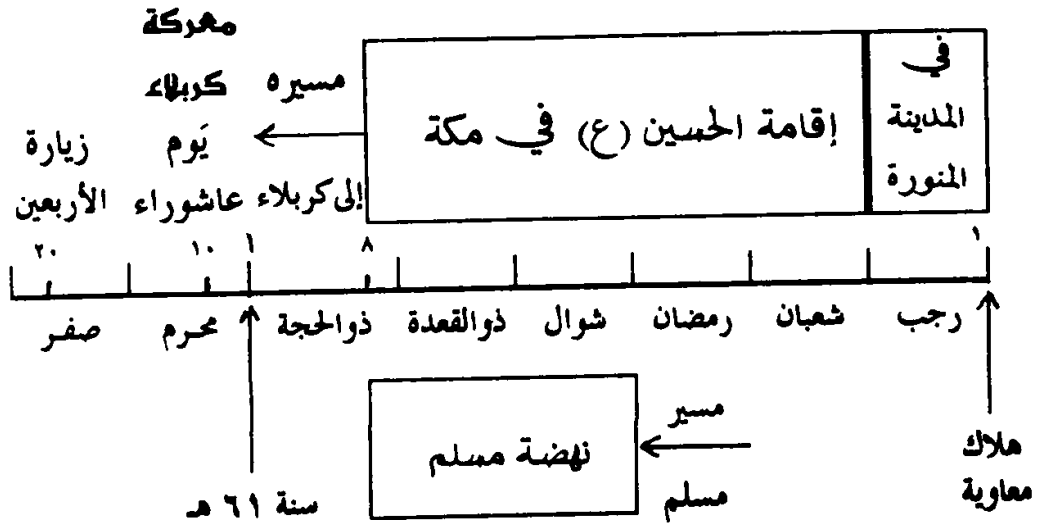 في
المدينة
المنورة
إقامة الحسين (ع) في مكة
مسيره
إلى كربلاء
معركة
كربلاء
يَوم
عاشوراء
زيارة
الأربعين
١
٨
١
١٠
٢٠
رجب
شعبان
رمضان
شوال
ذوالقعدة
ذوالحجة
محرم
صفر
هلاك
معاوية
مسير
مسلم
نهضة مسلم
سنة ٦١ هـ